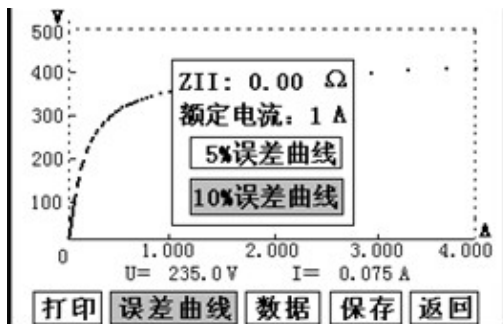 V
500
400
300
200
100
0
ZII: 0.00 Ω
额定电流: 1 A
5%误差曲线
10%误差曲线
A
1.000 2.000 3.000 4.000
U= 235.0V I= 0.075A
打印 误差曲线 数据 保存 返回